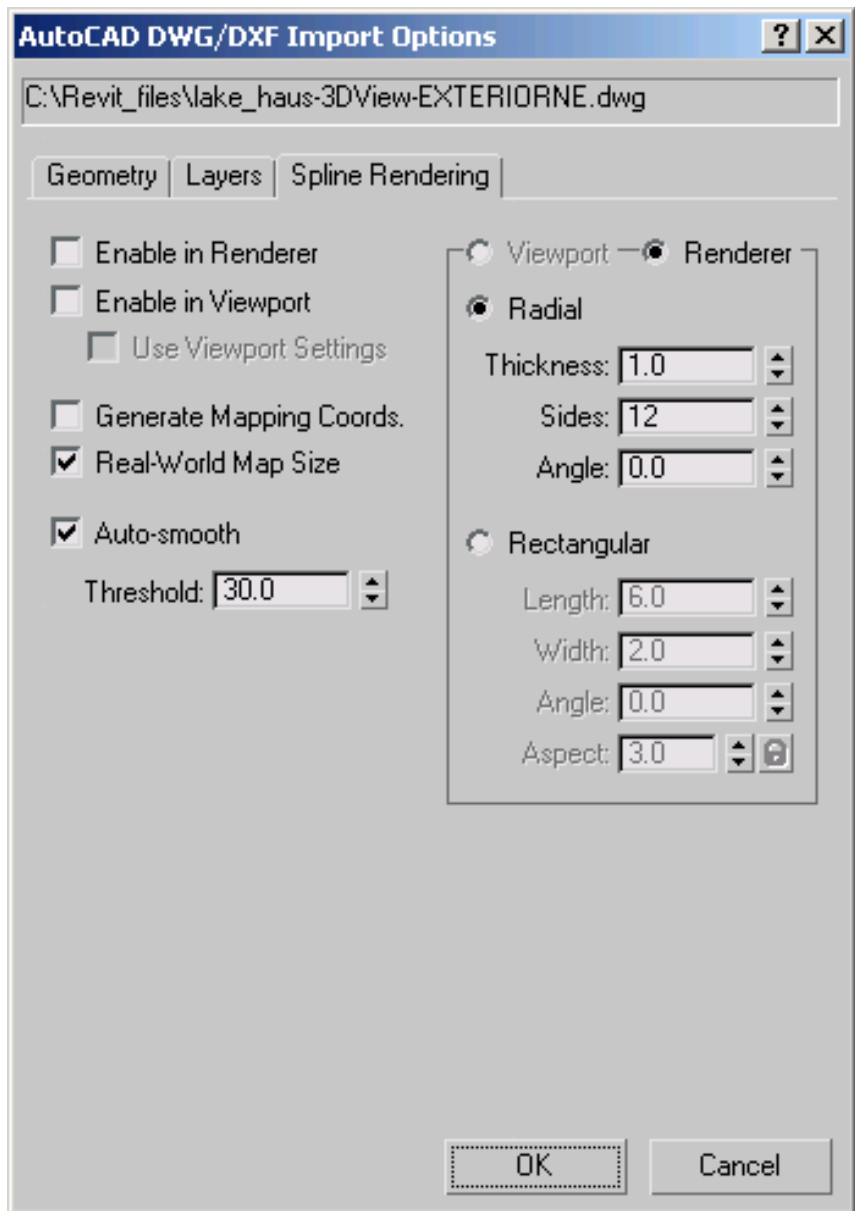 AutoCAD DWG/DXF Import Options
C:\Revit_files\lake_haus-3DView-EXTERIORNE.dwg
Geometry Layers Spline Rendering
Enable in Renderer
Enable in Viewport
Use Viewport Settings
Generate Mapping Coords.
Real-World Map Size
Auto-smooth
Threshold: 30.0
Viewport Renderer
Radial
Thickness: 1.0
Sides: 12
Angle: 0.0
Rectangular
Length: 6.0
Width: 2.0
Angle: 0.0
Aspect: 3.0
OK Cancel